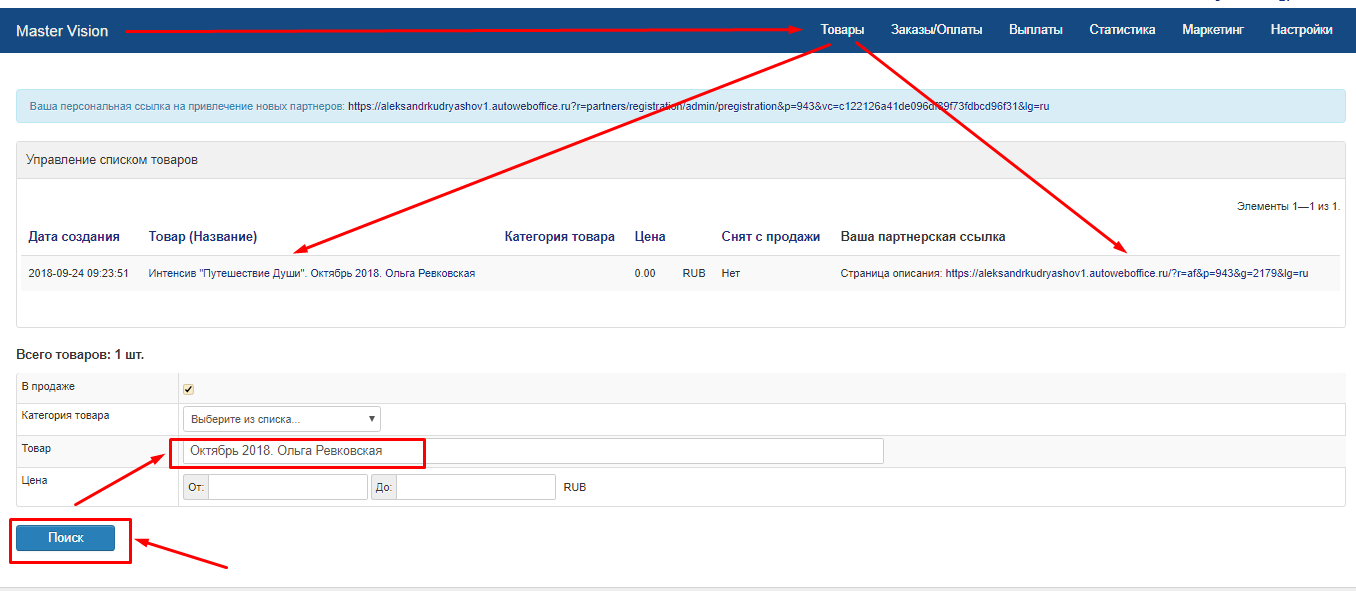 Master Vision Товары Заказы/Оплаты Выплаты Статистика Маркетинг Настройки
Ваша персональная ссылка на привлечение новых партнеров: https://aleksandrkudryashov1.autoweboffice.ru?r=partners/registration/admin/pregistration&p=943&vc=c122126a41de096df89f73fdbcd96f31&lg=ru
Управление списком товаров
Элементы 1—1 из 1.
Дата создания Товар (Название) Категория товара Цена Снят с продажи Ваша партнерская ссылка
2018-09-24 09:23:51 Интенсив "Путешествие Души". Октябрь 2018. Ольга Ревковская 0.00 RUB Нет Страница описания: https://aleksandrkudryashov1.autoweboffice.ru/?r=af&p=943&g=2179&lg=ru
Всего товаров: 1 шт.
В продаже
Категория товара Выберите из списка...
Товар Октябрь 2018. Ольга Ревковская
Цена От: До: RUB
Поиск